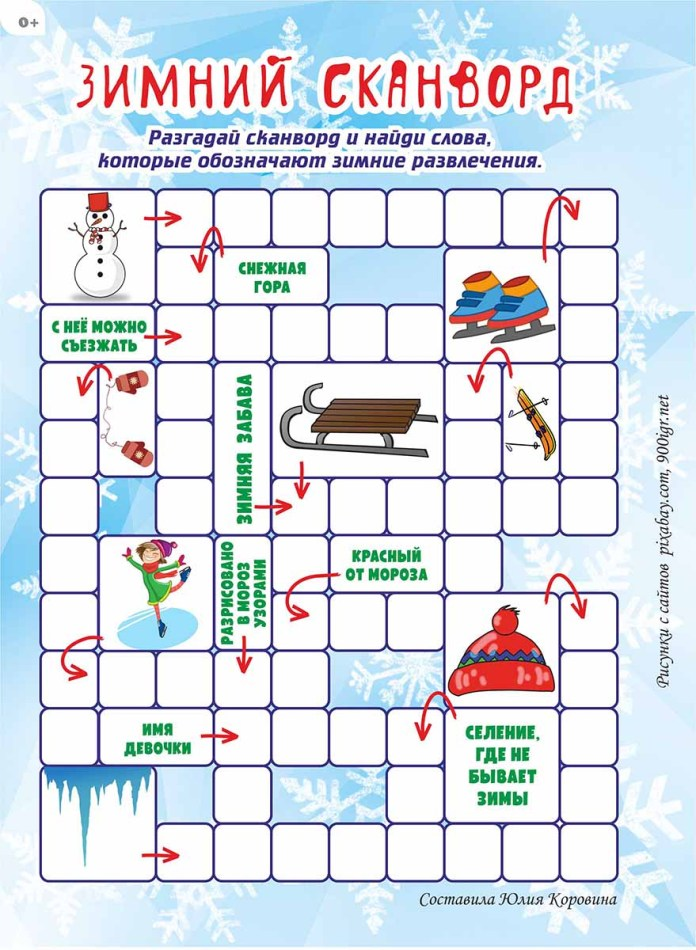 0+
ЗИМНИЙ СКАНВОРД
Разгадай сканворд и найди слова,
которые обозначают зимние развлечения.
СНЕЖНАЯ
ГОРА
С НЕЁ МОЖНО
СЪЕЗЖАТЬ
ЗИМНЯЯ ЗАБАВА
РАЗРИСОВАНО
В МОРОЗ
УЗОРАМИ
КРАСНЫЙ
ОТ МОРОЗА
ИМЯ
ДЕВОЧКИ
СЕЛЕНИЕ,
ГДЕ НЕ
БЫВАЕТ
ЗИМЫ
Рисунки с сайтов pixabay.com, 900igr.net
Составила Юлия Коровина